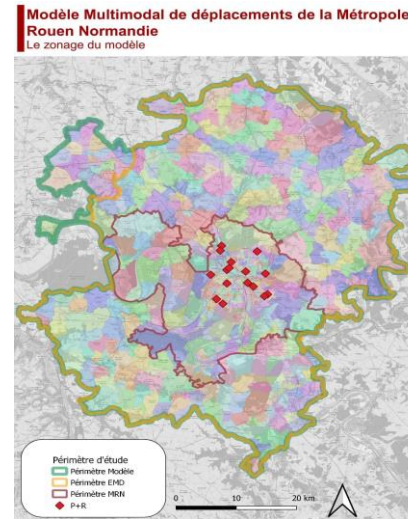 Modèle Multimodal de déplacements de la Métropole
Rouen Normandie
Le zonage du modèle
Périmètre d'étude
Périmètre Modèle
Périmètre EMD
Périmètre MRN
P+R
0 10 20 km